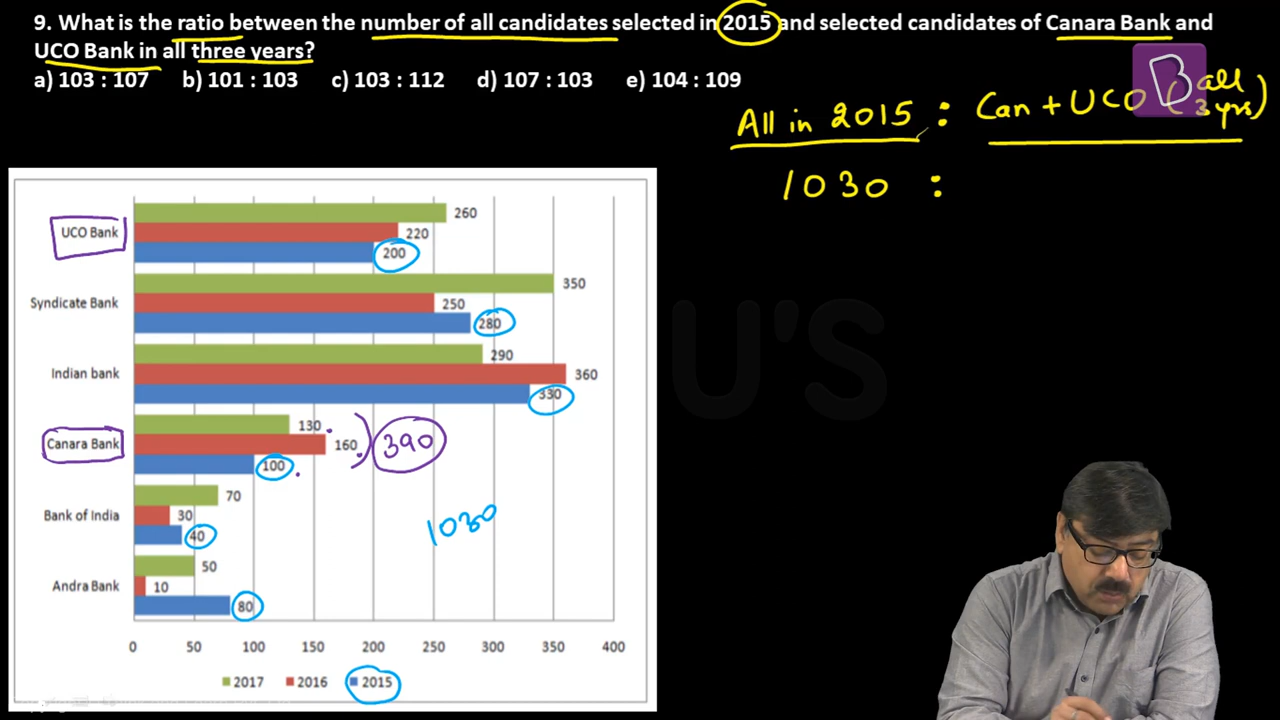 9. What is the ratio between the number of all candidates selected in 2015 and selected candidates of Canara Bank and
UCO Bank in all three years?
a) 103 : 107 b) 101 : 103 c) 103 : 112 d) 107 : 103 e) 104 : 109
All in 2015 : Can + UCO (all 3 yrs)
1030 :
B
U'S
UCO Bank
260
220
200
Syndicate Bank
350
250
280
Indian bank
290
360
330
Canara Bank
130
160
100
390
Bank of India
70
30
40
1030
Andra Bank
50
10
80
0 50 100 150 200 250 300 350 400
2017 2016 2015